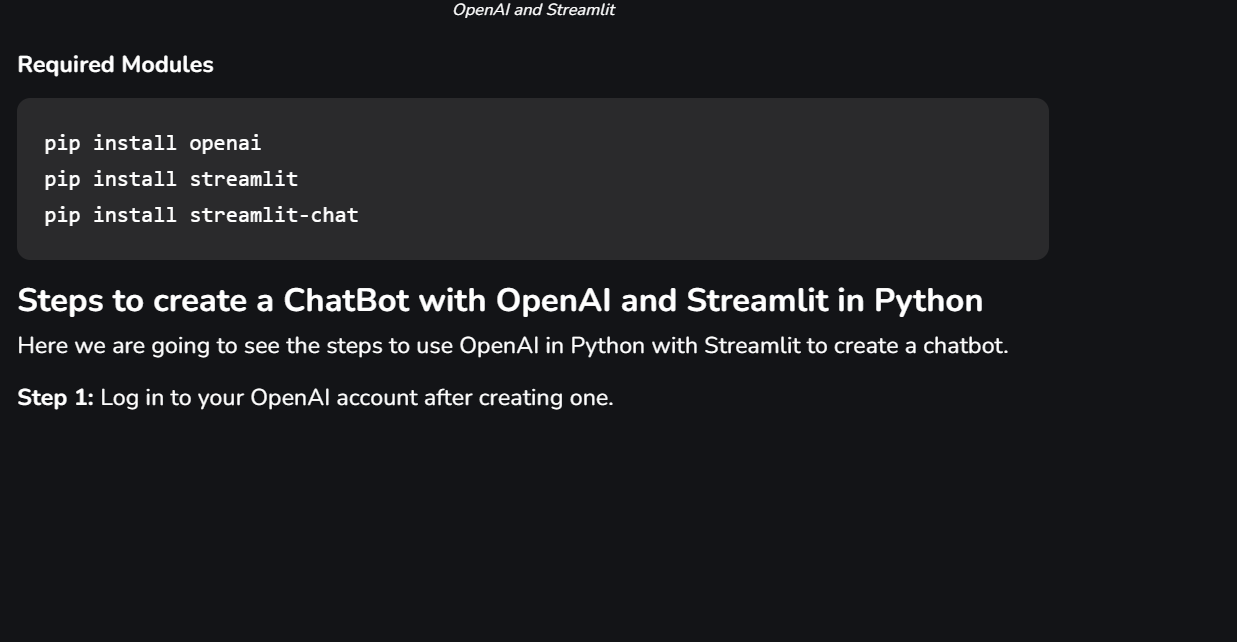 OpenAI and Streamlit
Required Modules
pip install openai
pip install streamlit
pip install streamlit-chat
Steps to create a ChatBot with OpenAI and Streamlit in Python
Here we are going to see the steps to use OpenAI in Python with Streamlit to create a chatbot.
Step 1: Log in to your OpenAI account after creating one.